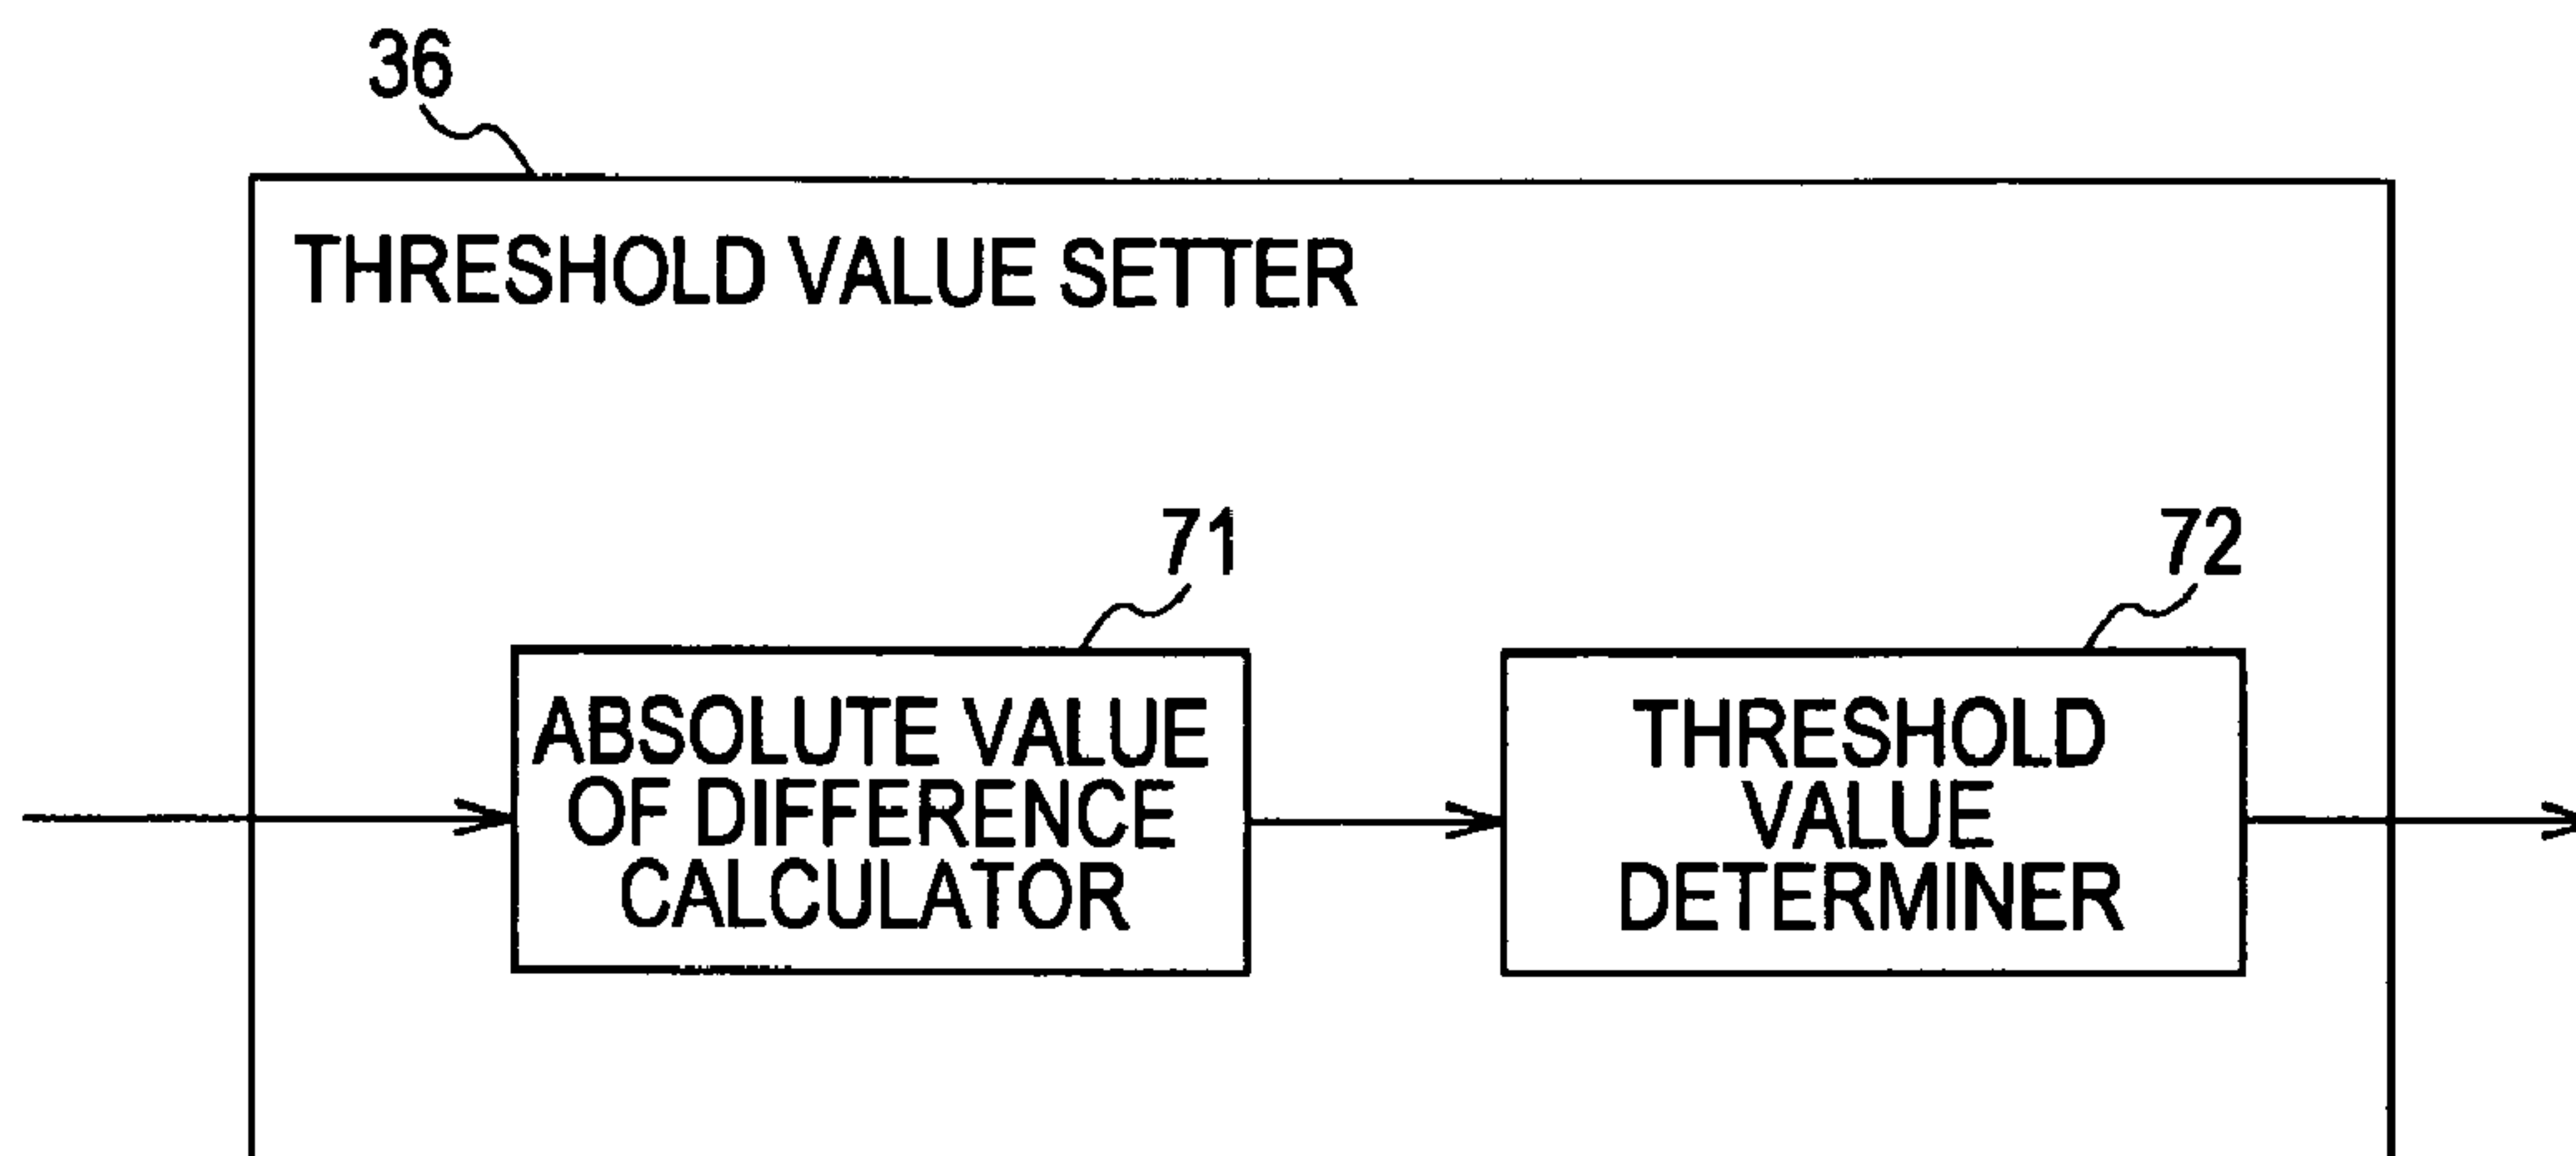 36
THRESHOLD VALUE SETTER
71
72
ABSOLUTE VALUE
OF DIFFERENCE
CALCULATOR
THRESHOLD
VALUE
DETERMINER